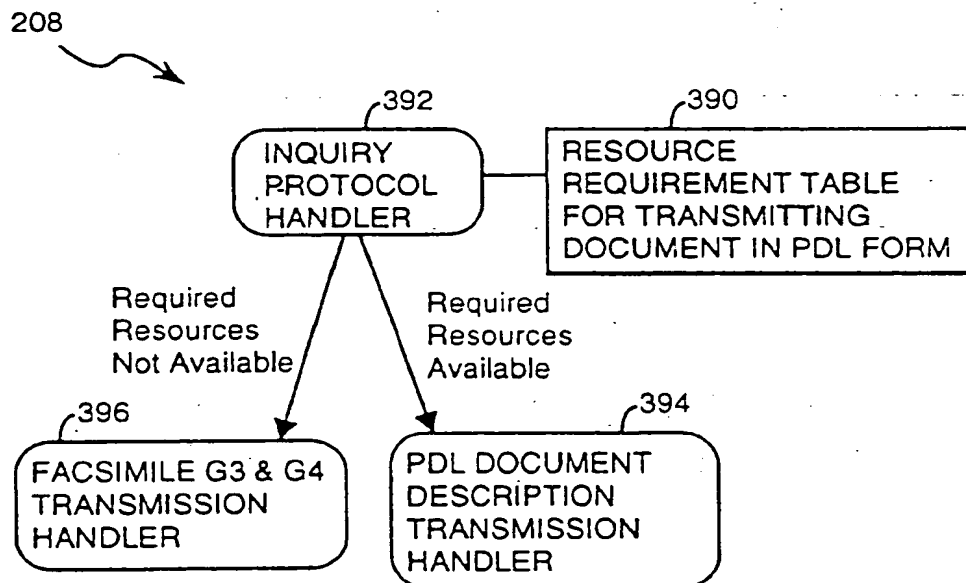 208
392
INQUIRY
PROTOCOL
HANDLER
390
RESOURCE
REQUIREMENT TABLE
FOR TRANSMITTING
DOCUMENT IN PDL FORM
Required
Resources
Not Available
Required
Resources
Available
396
FACSIMILE G3 & G4
TRANSMISSION
HANDLER
394
PDL DOCUMENT
DESCRIPTION
TRANSMISSION
HANDLER